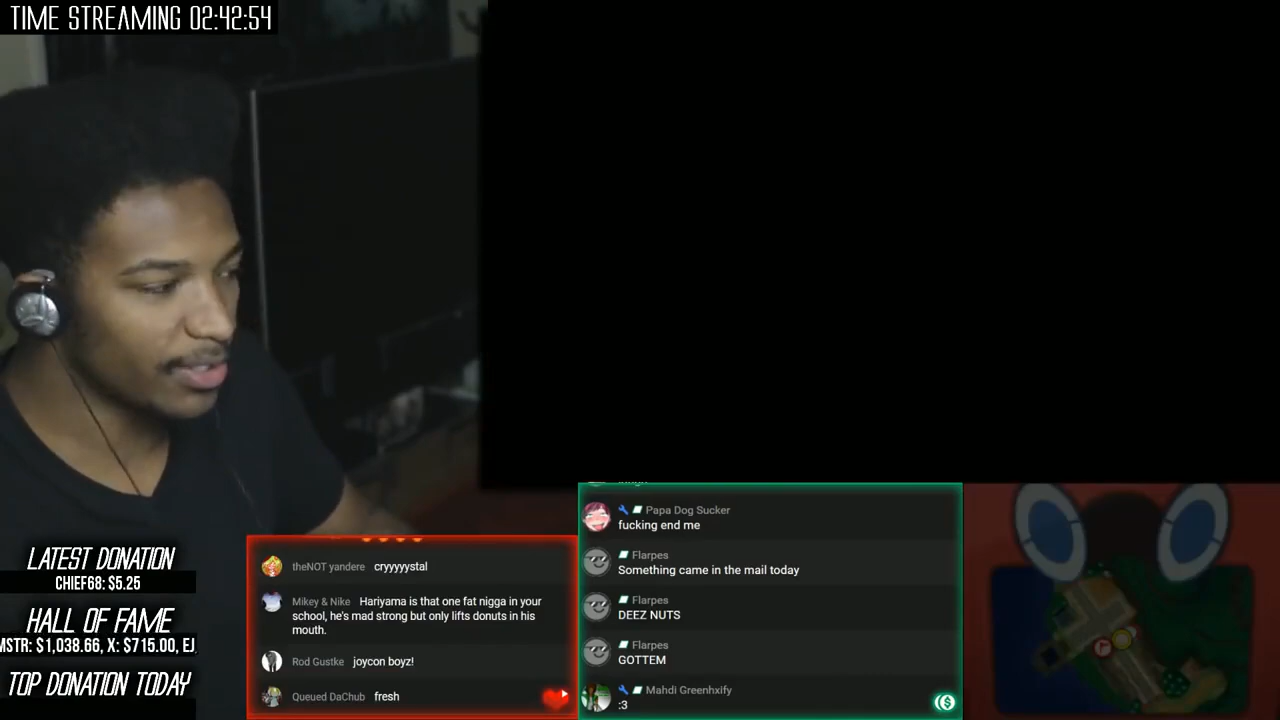 TIME STREAMING 02:42:54
LATEST DONATION
CHIEF68: $5.25
HALL OF FAME
MSTR: $1,038.66, X: $715.00, EJ
TOP DONATION TODAY
theNOT yandere cryyyyystal
Mikey & Nike Hariyama is that one fat nigga in your
school, he's mad strong but only lifts donuts in his
mouth.
Rod Gustke joycon boyz!
Queued DaChub fresh
Papa Dog Sucker
fucking end me
Flarpes
Something came in the mail today
Flarpes
DEEZ NUTS
Flarpes
GOTTEM
Mahdi Greenhxify
:3